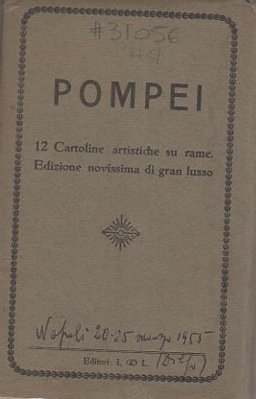 #31056
44
POMPEI
12 Cartoline artistiche su rame.
Edizione novissima di gran lusso
Napoli 20-25 marzo 1955
Editori: I. & L.